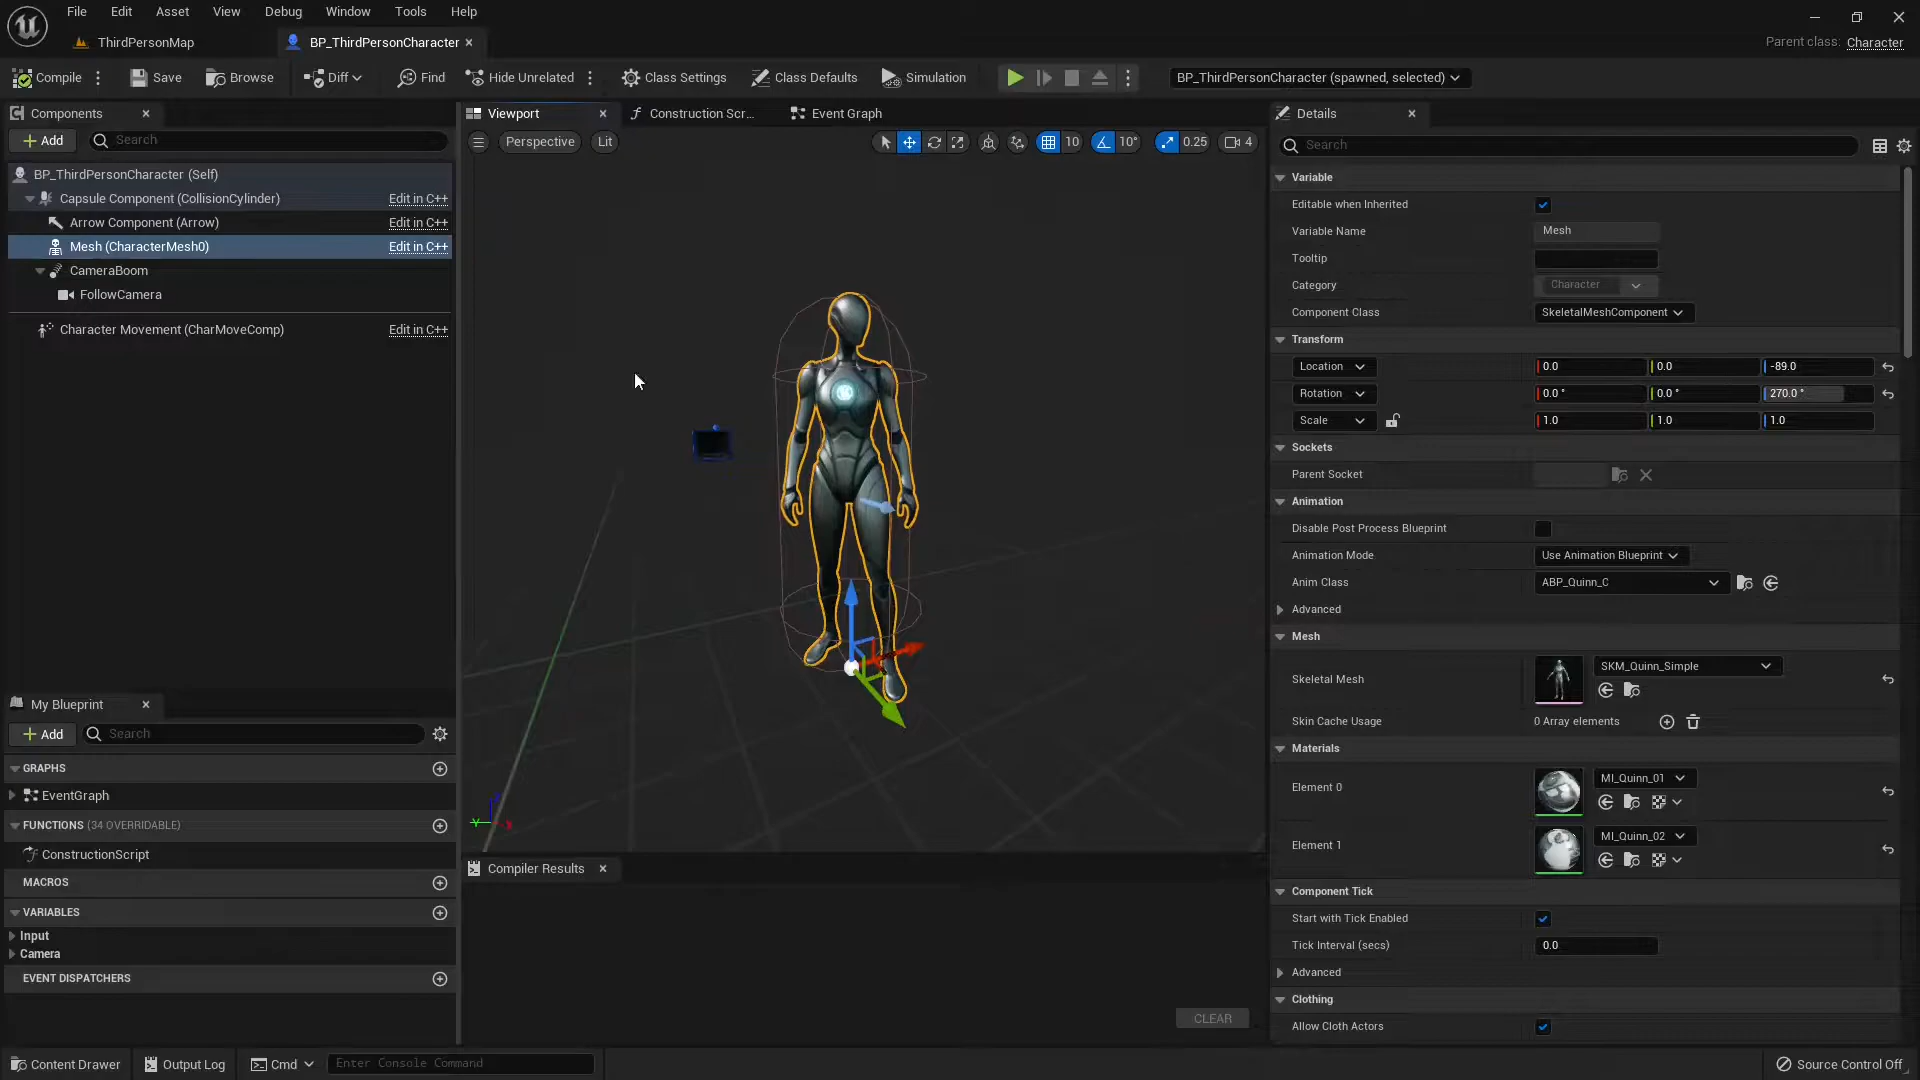 File Edit Asset View Debug Window Tools Help
ThirdPersonMap
BP_ThirdPersonCharacter
Parent class: Character
Compile
Save
Browse
Diff
Find
Hide Unrelated
Class Settings
Class Defaults
Simulation
BP_ThirdPersonCharacter (spawned, selected)
Components
Add
Search
BP_ThirdPersonCharacter (Self)
Capsule Component (CollisionCylinder) Edit in C++
Arrow Component (Arrow) Edit in C++
Mesh (CharacterMesh0) Edit in C++
CameraBoom
FollowCamera
Character Movement (CharMoveComp) Edit in C++
My Blueprint
Add
Search
GRAPHS
EventGraph
FUNCTIONS (34 OVERRIDABLE)
ConstructionScript
MACROS
VARIABLES
Input
Camera
EVENT DISPATCHERS
Viewport
Construction Scr...
Event Graph
Perspective
Lit
10
10°
0.25
4
Compiler Results
CLEAR
Details
Search
Variable
Editable when Inherited
Variable Name Mesh
Tooltip
Category Character
Component Class SkeletalMeshComponent
Transform
Location 0.0 0.0 -89.0
Rotation 0.0 ° 0.0 ° 270.0 °
Scale 1.0 1.0 1.0
Sockets
Parent Socket
Animation
Disable Post Process Blueprint
Animation Mode Use Animation Blueprint
Anim Class ABP_Quinn_C
Advanced
Mesh
Skeletal Mesh SKM_Quinn_Simple
Skin Cache Usage 0 Array elements
Materials
Element 0 MI_Quinn_01
Element 1 MI_Quinn_02
Component Tick
Start with Tick Enabled
Tick Interval (secs) 0.0
Advanced
Clothing
Allow Cloth Actors
Content Drawer
Output Log
Cmd
Enter Console Command
Source Control Off